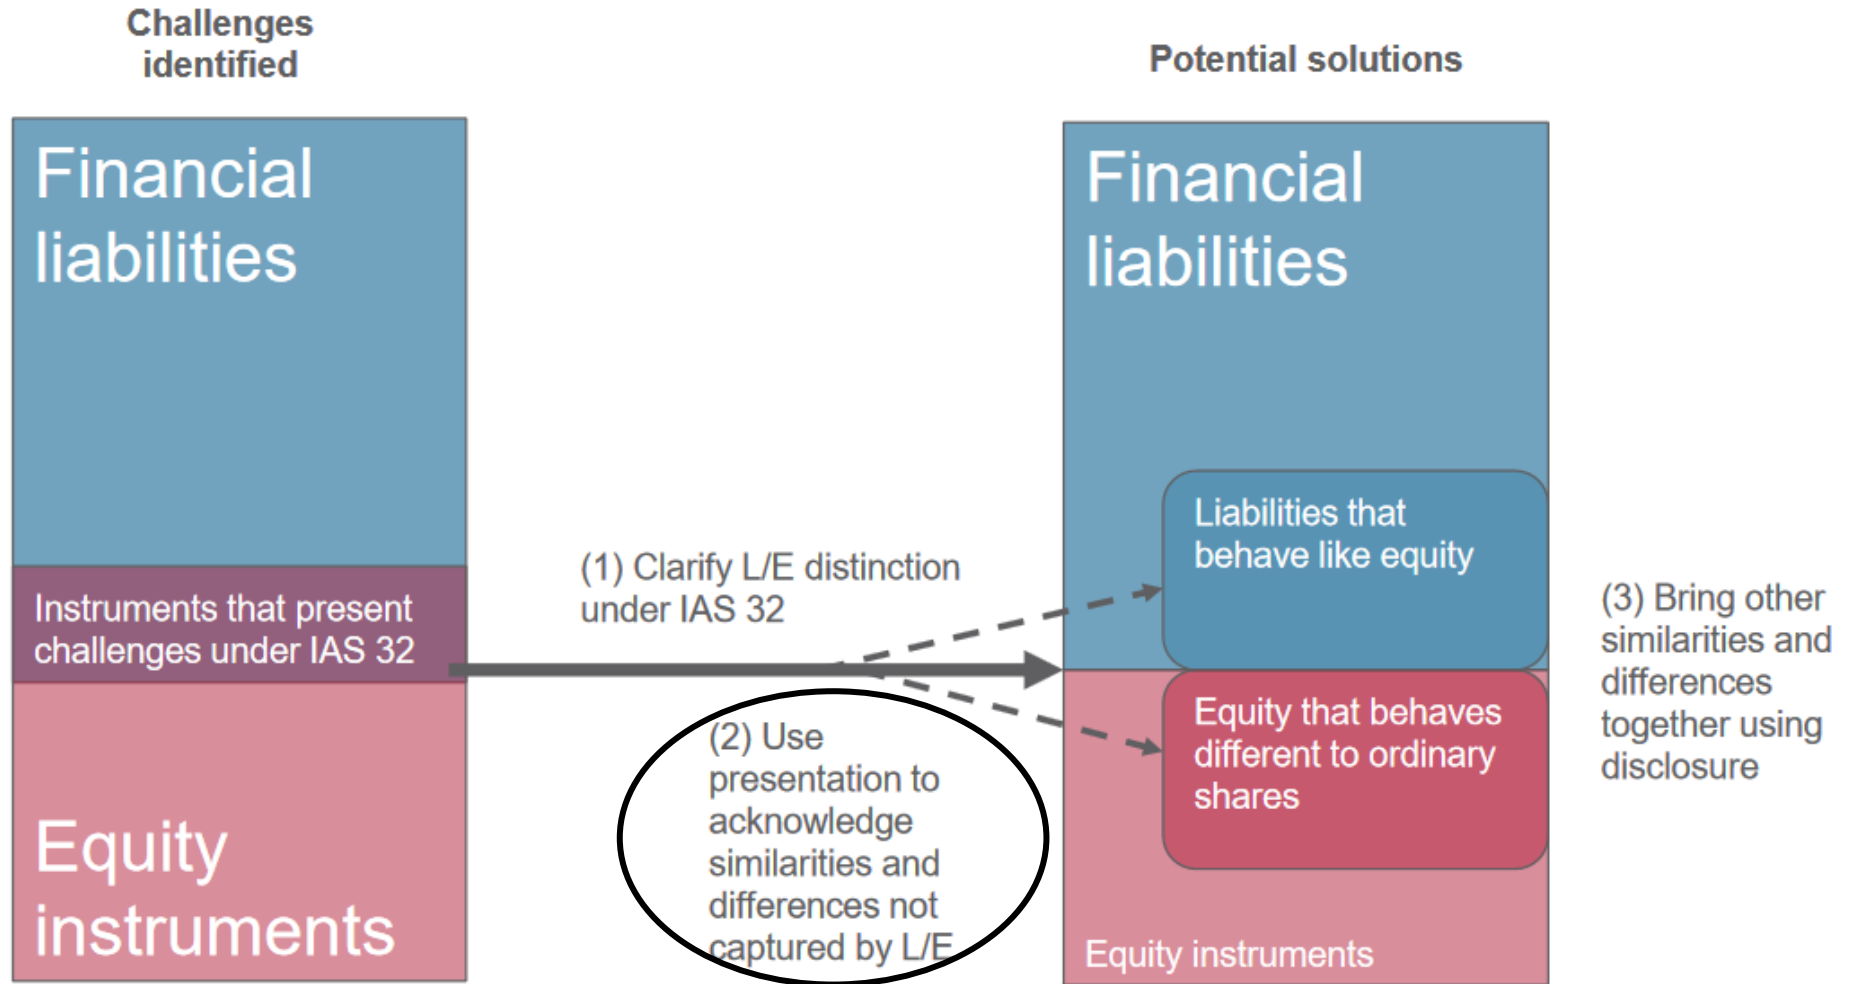 Challenges
identified
Potential solutions
Financial
liabilities
Instruments that present
challenges under IAS 32
Equity
instruments
(1) Clarify L/E distinction
under IAS 32
(2) Use
presentation to
acknowledge
similarities and
differences not
captured by L/E
Financial
liabilities
Liabilities that
behave like equity
Equity that behaves
different to ordinary
shares
Equity instruments
(3) Bring other
similarities and
differences
together using
disclosure